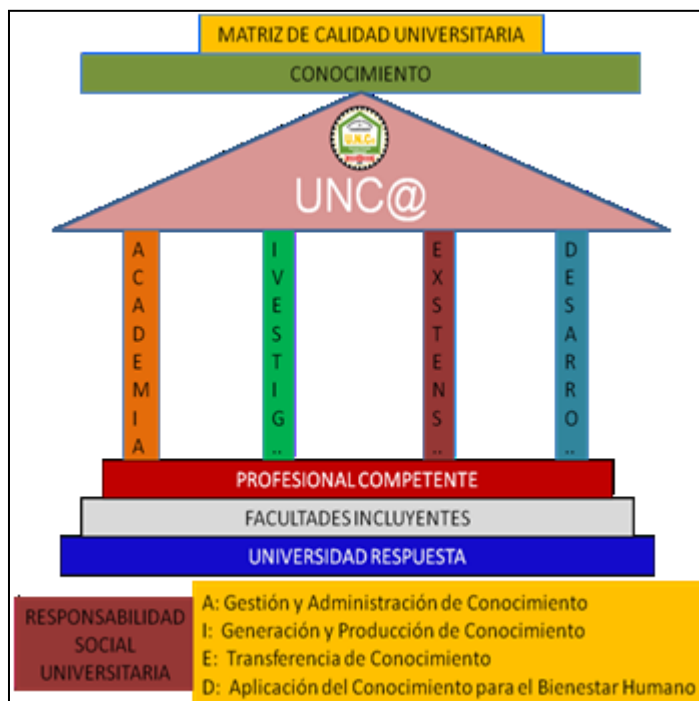 MATRIZ DE CALIDAD UNIVERSITARIA
CONOCIMIENTO
U.N.Ca
UNC@
ACADEMIA
IVESTIG..
EXSTENS..
DESARRO..
PROFESIONAL COMPETENTE
FACULTADES INCLUYENTES
UNIVERSIDAD RESPUESTA
RESPONSABILIDAD
SOCIAL
UNIVERSITARIA
A: Gestión y Administración de Conocimiento
I: Generación y Producción de Conocimiento
E: Transferencia de Conocimiento
D: Aplicación del Conocimiento para el Bienestar Humano